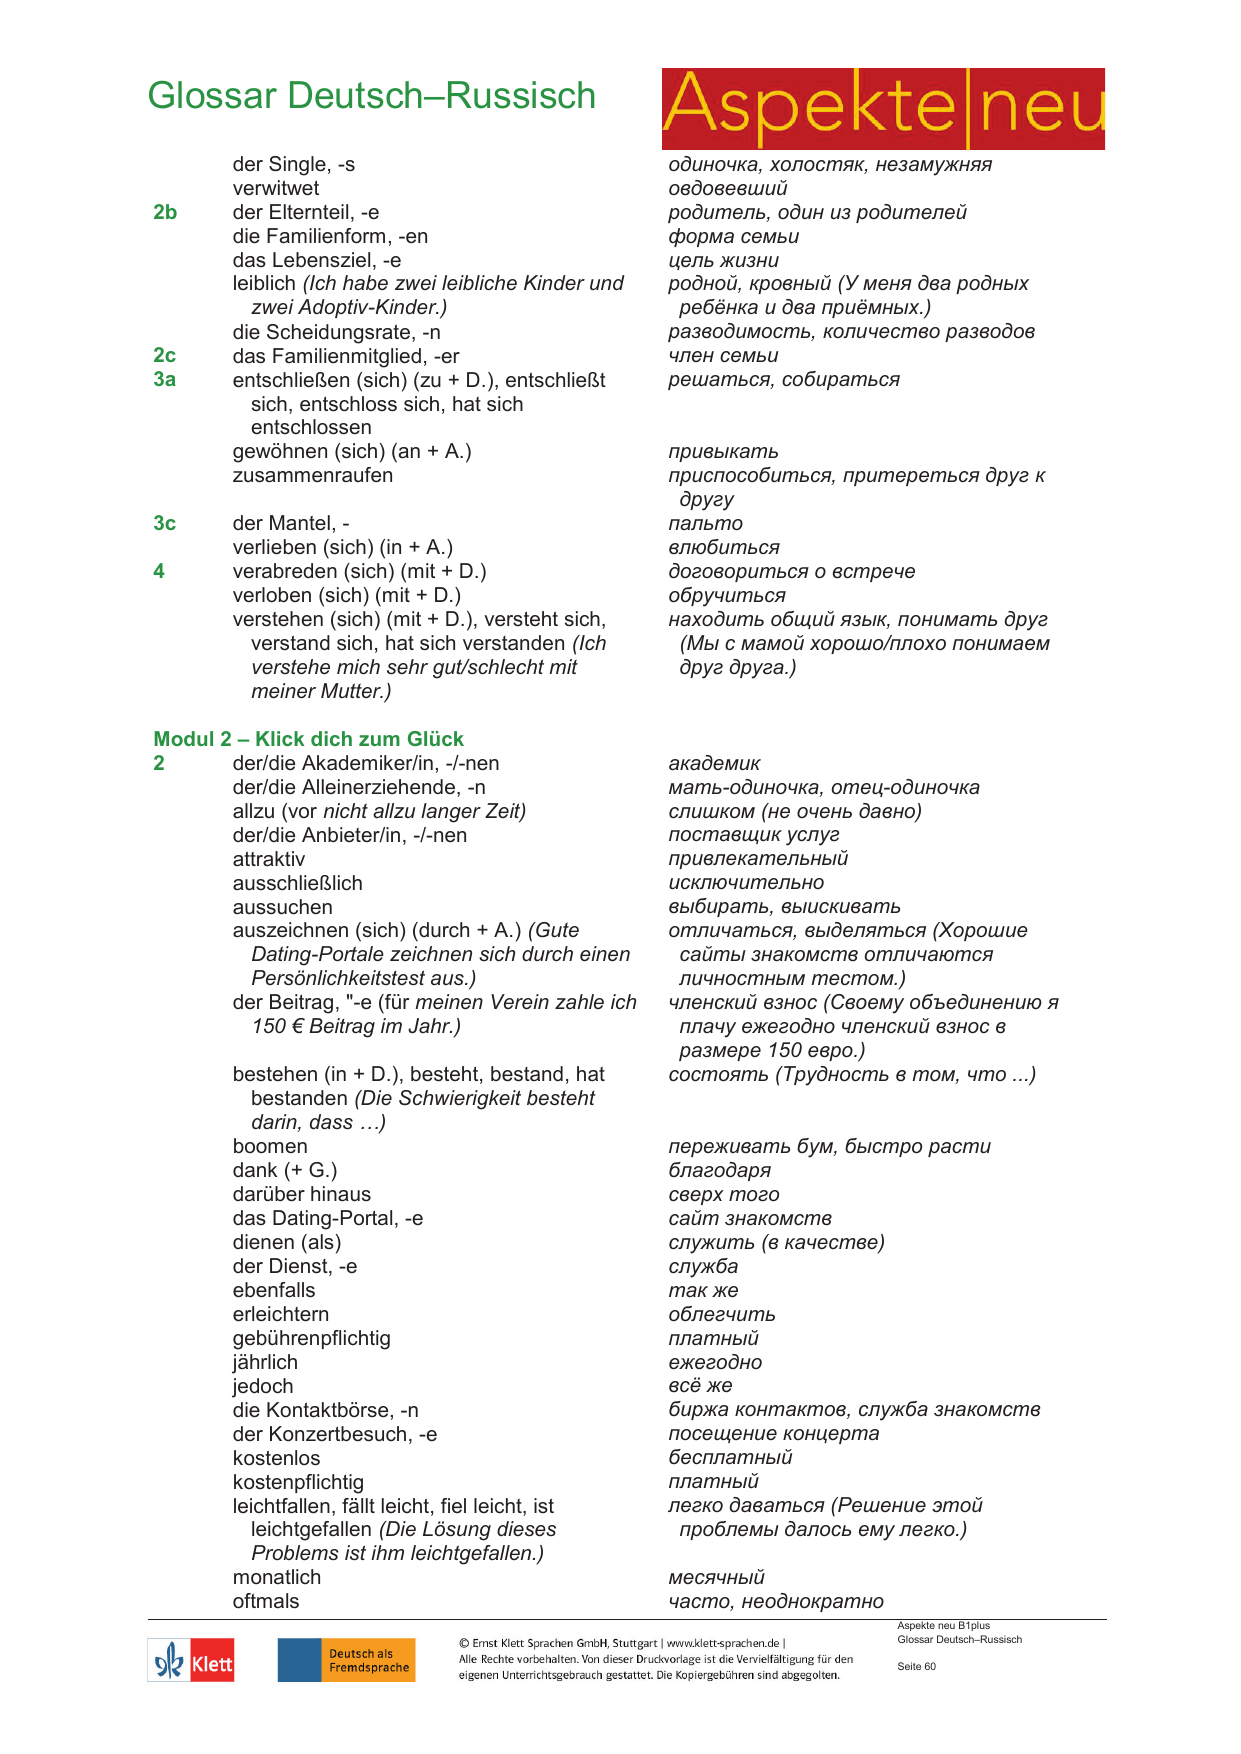 Glossar Deutsch–Russisch
Aspekte|neu
der Single, -s одиночка, холостяк, незамужняя
verwitwet овдовевший
2b der Elternteil, -e родитель, один из родителей
die Familienform, -en форма семьи
das Lebensziel, -e цель жизни
leiblich (Ich habe zwei leibliche Kinder und родной, кровный (У меня два родных
zwei Adoptiv-Kinder.) ребёнка и два приёмных.)
die Scheidungsrate, -n разводимость, количество разводов
2c das Familienmitglied, -er член семьи
3a entschließen (sich) (zu + D.), entschließt решаться, собираться
sich, entschloss sich, hat sich
entschlossen
gewöhnen (sich) (an + A.) привыкать
zusammenraufen приспособиться, притереться друг к
другу
3c der Mantel, - пальто
verlieben (sich) (in + A.) влюбиться
4 verabreden (sich) (mit + D.) договориться о встрече
verloben (sich) (mit + D.) обручиться
verstehen (sich) (mit + D.), versteht sich, находить общий язык, понимать друг
verstand sich, hat sich verstanden (Ich (Мы с мамой хорошо/плохо понимаем
verstehe mich sehr gut/schlecht mit друг друга.)
meiner Mutter.)
Modul 2 – Klick dich zum Glück
2 der/die Akademiker/in, -/-nen академик
der/die Alleinerziehende, -n мать-одиночка, отец-одиночка
allzu (vor nicht allzu langer Zeit) слишком (не очень давно)
der/die Anbieter/in, -/-nen поставщик услуг
attraktiv привлекательный
ausschließlich исключительно
aussuchen выбирать, выискивать
auszeichnen (sich) (durch + A.) (Gute отличаться, выделяться (Хорошие
Dating-Portale zeichnen sich durch einen сайты знакомств отличаются
Persönlichkeitstest aus.) личностным тестом.)
der Beitrag, "-e (für meinen Verein zahle ich членский взнос (Своему объединению я
150 € Beitrag im Jahr.) плачу ежегодно членский взнос в
размере 150 евро.)
bestehen (in + D.), besteht, bestand, hat состоять (Трудность в том, что ...)
bestanden (Die Schwierigkeit besteht
darin, dass …)
boomen переживать бум, быстро расти
dank (+ G.) благодаря
darüber hinaus сверх того
das Dating-Portal, -e сайт знакомств
dienen (als) служить (в качестве)
der Dienst, -e служба
ebenfalls так же
erleichtern облегчить
gebührenpflichtig платный
jährlich ежегодно
jedoch всё же
die Kontaktbörse, -n биржа контактов, служба знакомств
der Konzertbesuch, -e посещение концерта
kostenlos бесплатный
kostenpflichtig платный
leichtfallen, fällt leicht, fiel leicht, ist легко даваться (Решение этой
leichtgefallen (Die Lösung dieses проблемы далось ему легко.)
Problems ist ihm leichtgefallen.)
monatlich месячный
oftmals часто, неоднократно
Klett
Deutsch als
Fremdsprache
© Ernst Klett Sprachen GmbH, Stuttgart | www.klett-sprachen.de |
Alle Rechte vorbehalten. Von dieser Druckvorlage ist die Vervielfältigung für den
eigenen Unterrichtsgebrauch gestattet. Die Kopiergebühren sind abgegolten.
Aspekte neu B1plus
Glossar Deutsch–Russisch
Seite 60